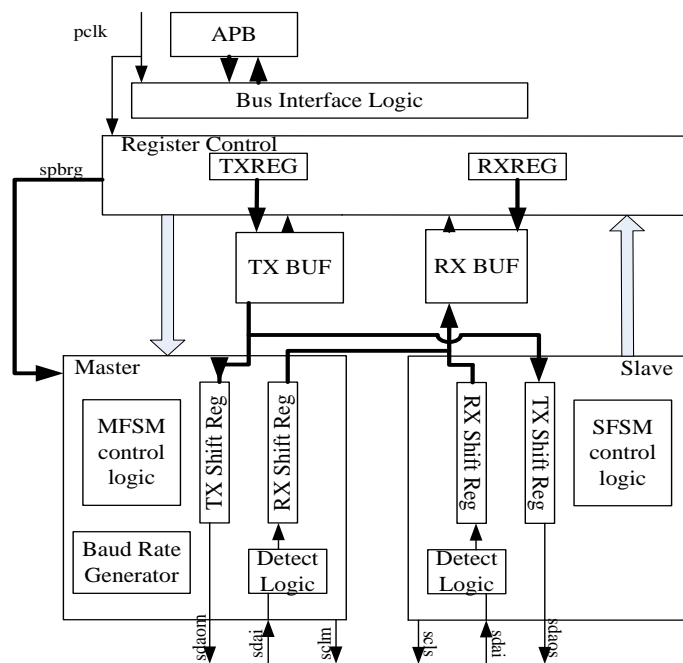 pclk
APB
Bus Interface Logic
Register Control
spbrg
TXREG
RXREG
TX BUF
RX BUF
Master
Slave
MFSM
control
logic
TX Shift Reg
RX Shift Reg
RX Shift Reg
TX Shift Reg
SFSM
control
logic
Baud Rate
Generator
Detect
Logic
Detect
Logic
sdaom
sdai
sclm
scls
sdai
sdaos